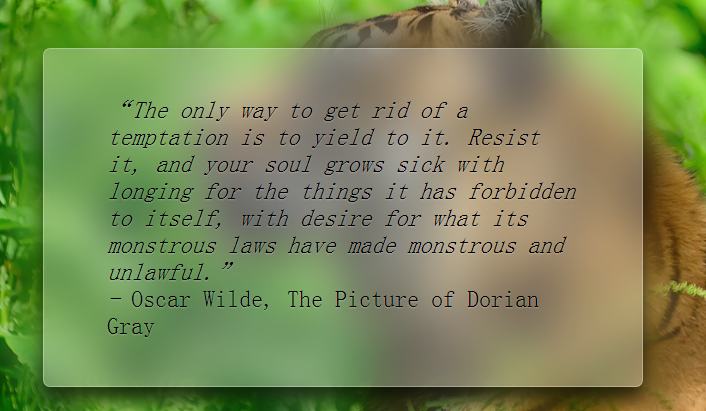 “The only way to get rid of a
temptation is to yield to it. Resist
it, and your soul grows sick with
longing for the things it has forbidden
to itself, with desire for what its
monstrous laws have made monstrous and
unlawful.”
— Oscar Wilde, The Picture of Dorian
Gray